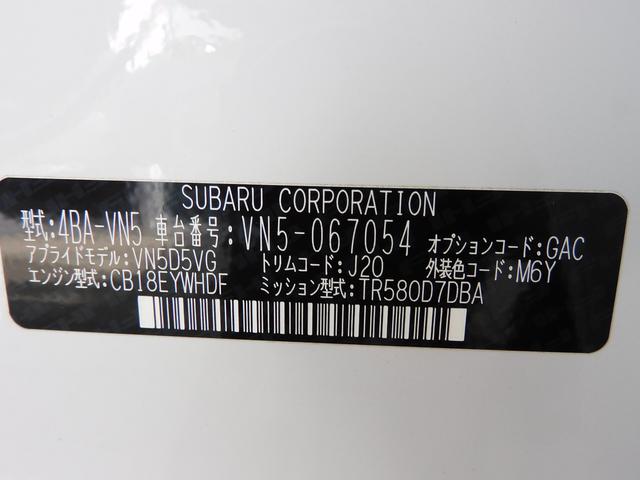 SUBARU CORPORATION
型式:4BA-VN5 車台番号:VN5-067054 オプションコード:GAC
アプライドモデル:VN5D5VG トリムコード:J20 外装色コード:M6Y
エンジン型式:CB18EYWHDF ミッション型式:TR580D7DBA